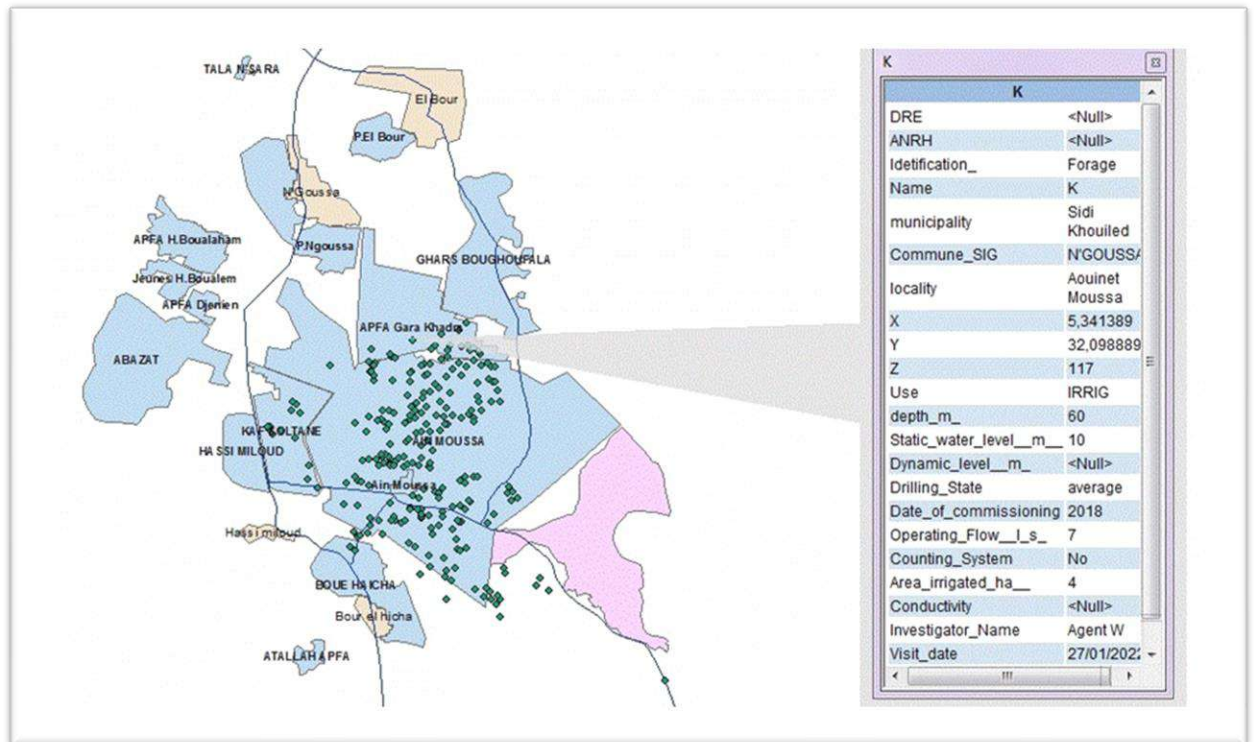 TALA N'SARA
El Bour
P.El Bour
N'Goussa
APFA H.Boualaham
P.Ngoussa
GHARS BOUGHOUFALA
Jeunes H.Boualem
APFA Djenien
APFA Gara Khadra
ABAZAT
KAF SOLTANE
AIN MOUSSA
HASSI MILOUD
Ain Moussa
Hassi miloud
BOUE HAICHA
Bour el hicha
ATALLAH APFA
K
K
DRE <Null>
ANRH <Null>
Idetification_ Forage
Name K
municipality Sidi
Khouiled
Commune_SIG N'GOUSSA
locality Aouinet
Moussa
X 5,341389
Y 32,098889
Z 117
Use IRRIG
depth_m_ 60
Static_water_level__m__ 10
Dynamic_level__m_ <Null>
Drilling_State average
Date_of_commissioning 2018
Operating_Flow__l_s_ 7
Counting_System No
Area_irrigated_ha__ 4
Conductivity <Null>
Investigator_Name Agent W
Visit_date 27/01/2022